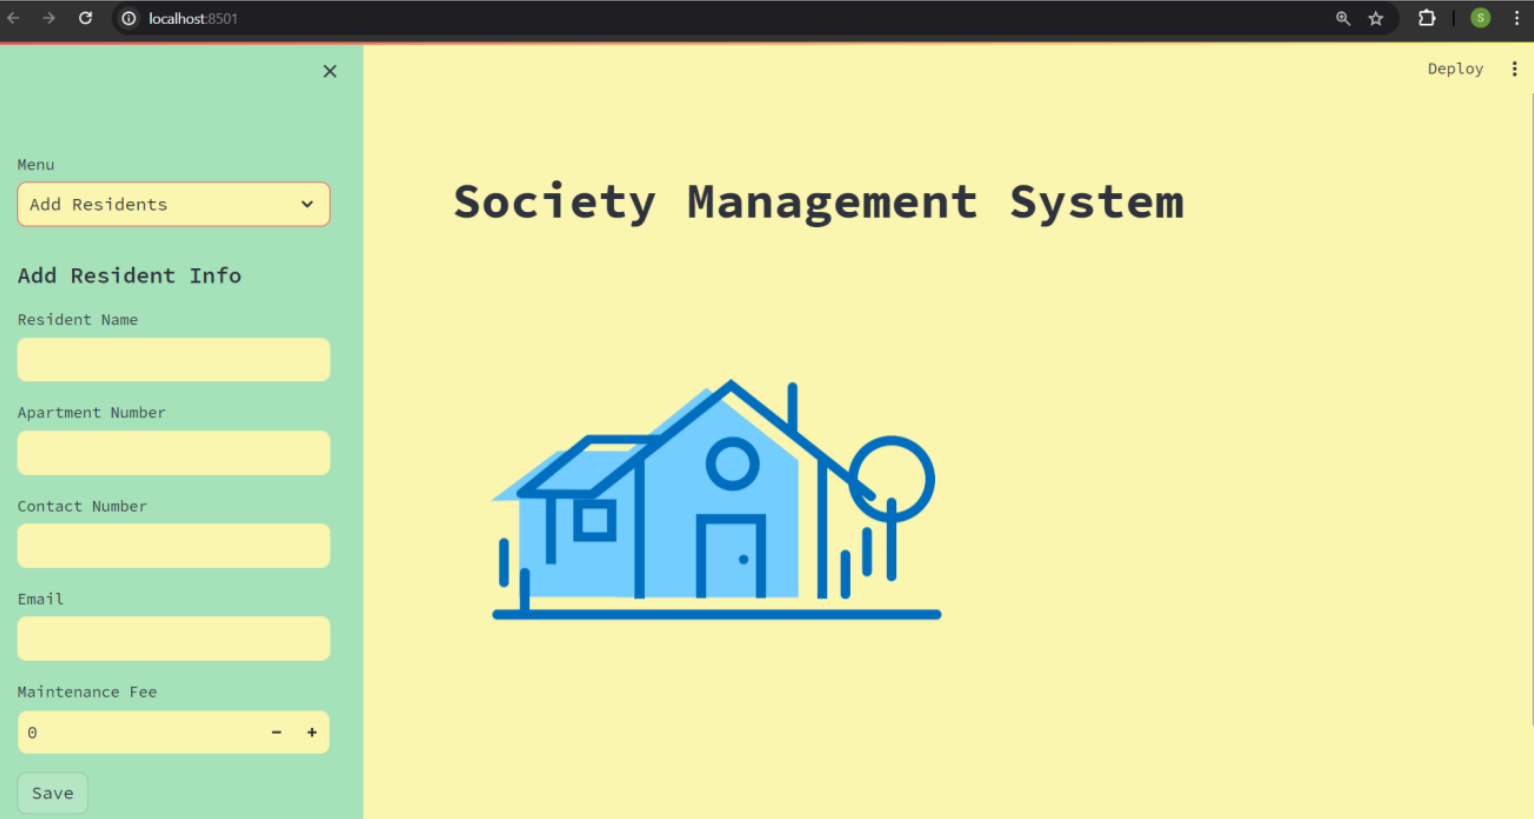 localhost:8501
S
Deploy
Menu
Add Residents
Society Management System
Add Resident Info
Resident Name
Apartment Number
Contact Number
Email
Maintenance Fee
0
Save